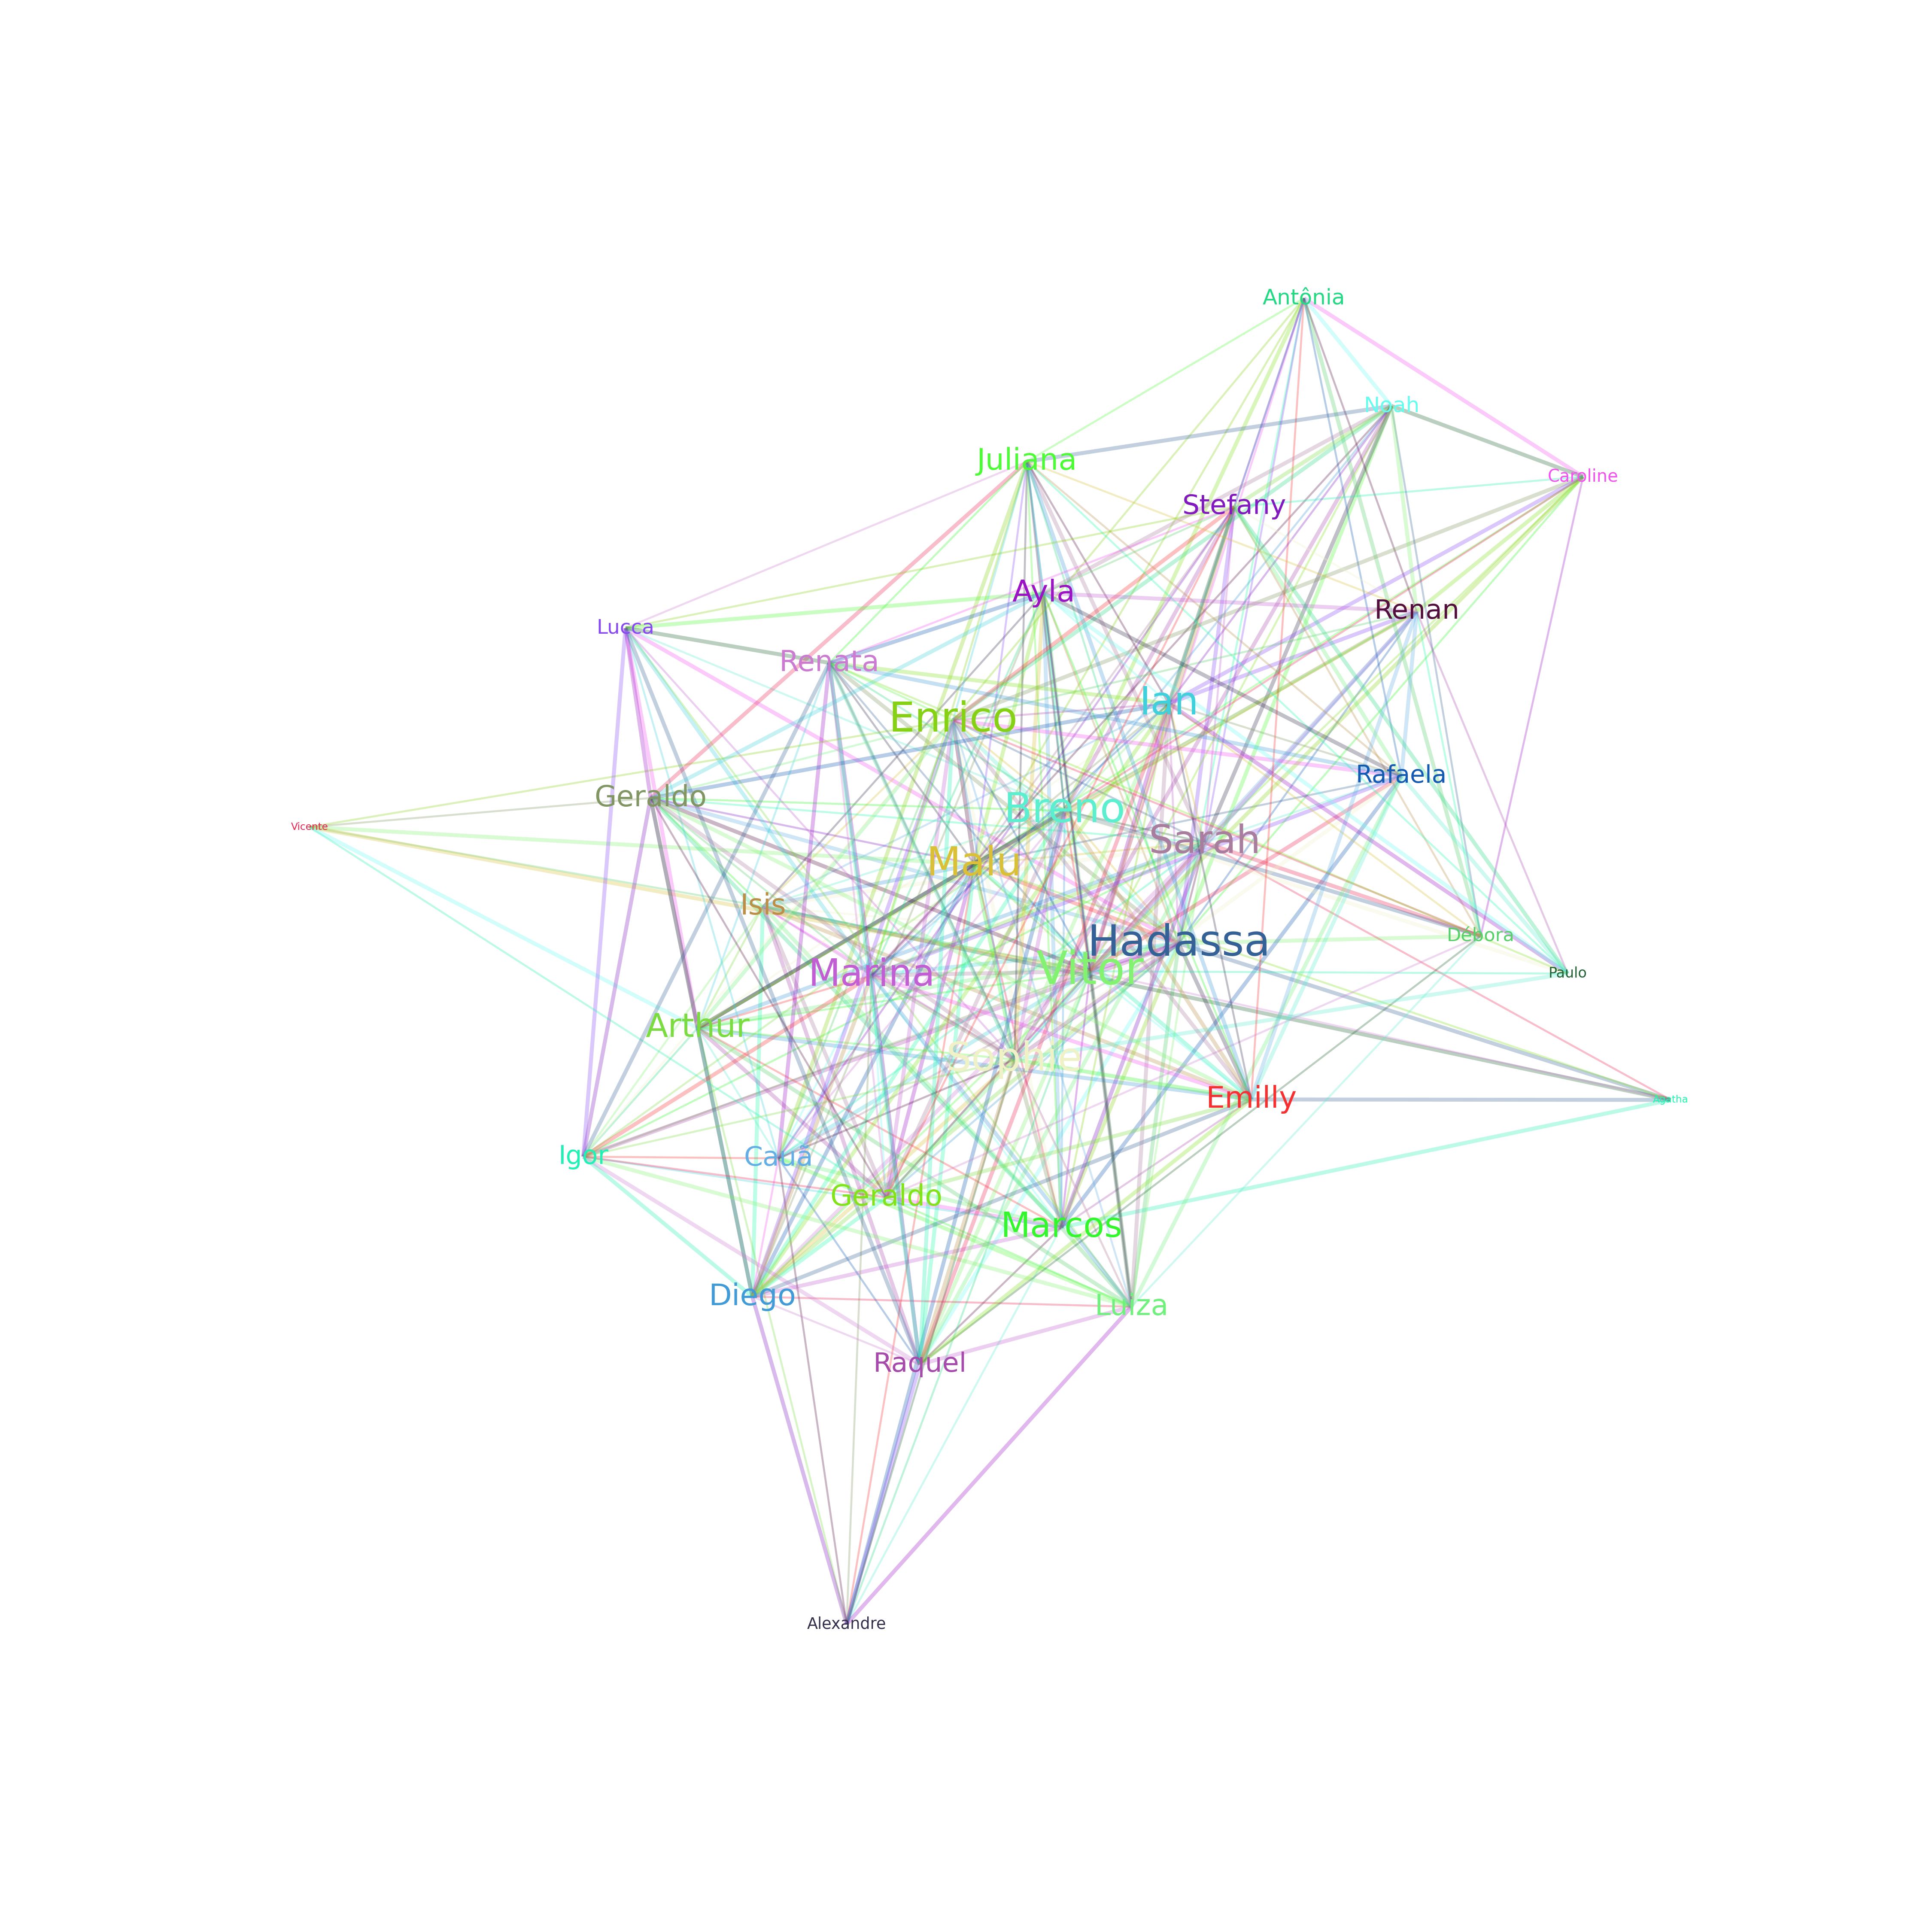 Antônia
Noah
Juliana
Caroline
Stefany
Ayla
Renan
Lucca
Renata
Ian
Enrico
Rafaela
Geraldo
Breno
Vicente
Sarah
Malu
Isis
Débora
Hadassa
Vitor
Marina
Paulo
Arthur
Sophie
Emilly
Igor
Cauã
Geraldo
Marcos
Diego
Luiza
Raquel
Alexandre